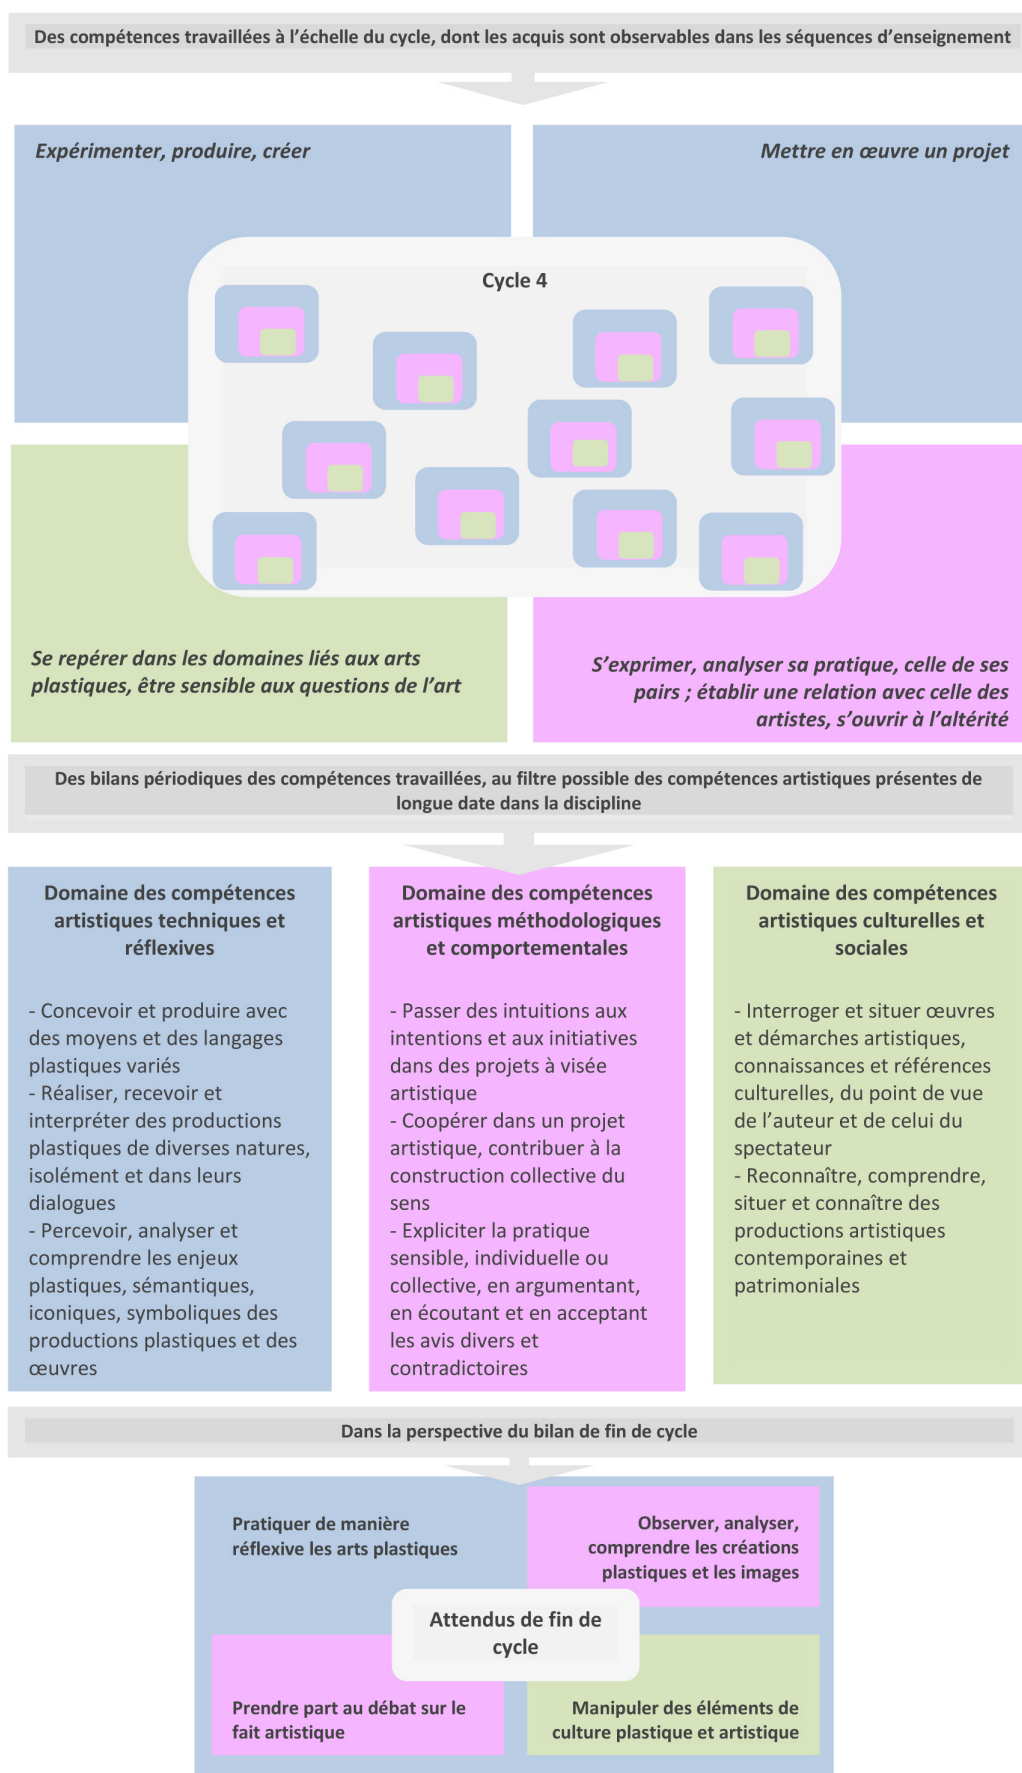 Des compétences travaillées à l’échelle du cycle, dont les acquis sont observables dans les séquences d’enseignement
Expérimenter, produire, créer
Mettre en œuvre un projet
Cycle 4
Se repérer dans les domaines liés aux arts
plastiques, être sensible aux questions de l’art
S’exprimer, analyser sa pratique, celle de ses
pairs ; établir une relation avec celle des
artistes, s’ouvrir à l’altérité
Des bilans périodiques des compétences travaillées, au filtre possible des compétences artistiques présentes de
longue date dans la discipline
Domaine des compétences
artistiques techniques et
réflexives
- Concevoir et produire avec
des moyens et des langages
plastiques variés
- Réaliser, recevoir et
interpréter des productions
plastiques de diverses natures,
isolément et dans leurs
dialogues
- Percevoir, analyser et
comprendre les enjeux
plastiques, sémantiques,
iconiques, symboliques des
productions plastiques et des
œuvres
Domaine des compétences
artistiques méthodologiques
et comportementales
- Passer des intuitions aux
intentions et aux initiatives
dans des projets à visée
artistique
- Coopérer dans un projet
artistique, contribuer à la
construction collective du
sens
- Expliciter la pratique
sensible, individuelle ou
collective, en argumentant,
en écoutant et en acceptant
les avis divers et
contradictoires
Domaine des compétences
artistiques culturelles et
sociales
- Interroger et situer œuvres
et démarches artistiques,
connaissances et références
culturelles, du point de vue
de l’auteur et de celui du
spectateur
- Reconnaître, comprendre,
situer et connaître des
productions artistiques
contemporaines et
patrimoniales
Dans la perspective du bilan de fin de cycle
Pratiquer de manière
réflexive les arts plastiques
Observer, analyser,
comprendre les créations
plastiques et les images
Attendus de fin de
cycle
Prendre part au débat sur le
fait artistique
Manipuler des éléments de
culture plastique et artistique